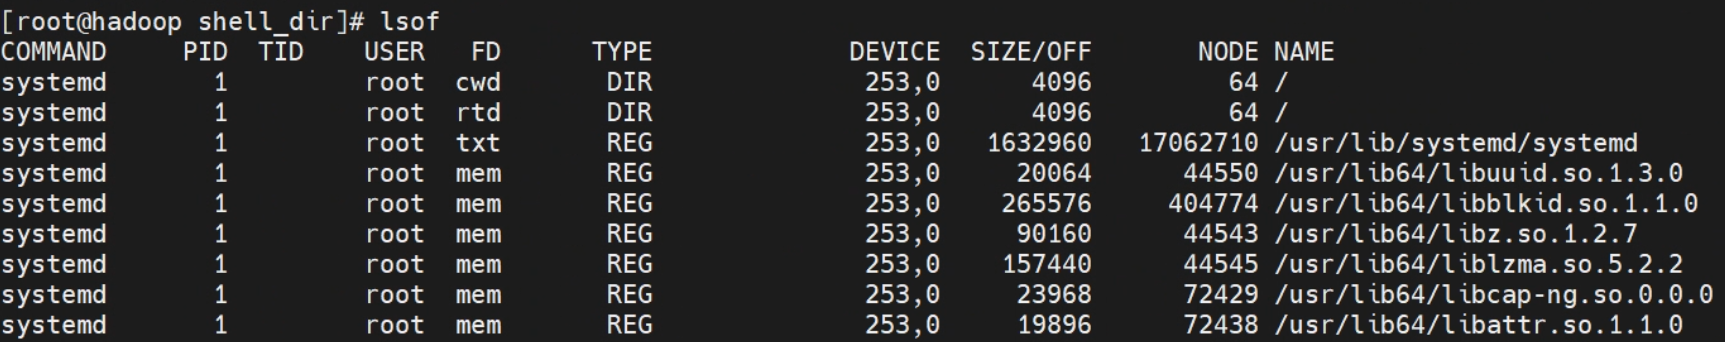 [root@hadoop shell_dir]# lsof
COMMAND     PID  TID    USER   FD      TYPE             DEVICE  SIZE/OFF       NODE NAME
systemd       1         root  cwd       DIR              253,0      4096         64 /
systemd       1         root  rtd       DIR              253,0      4096         64 /
systemd       1         root  txt       REG              253,0   1632960   17062710 /usr/lib/systemd/systemd
systemd       1         root  mem       REG              253,0     20064      44550 /usr/lib64/libuuid.so.1.3.0
systemd       1         root  mem       REG              253,0    265576     404774 /usr/lib64/libblkid.so.1.1.0
systemd       1         root  mem       REG              253,0     90160      44543 /usr/lib64/libz.so.1.2.7
systemd       1         root  mem       REG              253,0    157440      44545 /usr/lib64/liblzma.so.5.2.2
systemd       1         root  mem       REG              253,0     23968      72429 /usr/lib64/libcap-ng.so.0.0.0
systemd       1         root  mem       REG              253,0     19896      72438 /usr/lib64/libattr.so.1.1.0